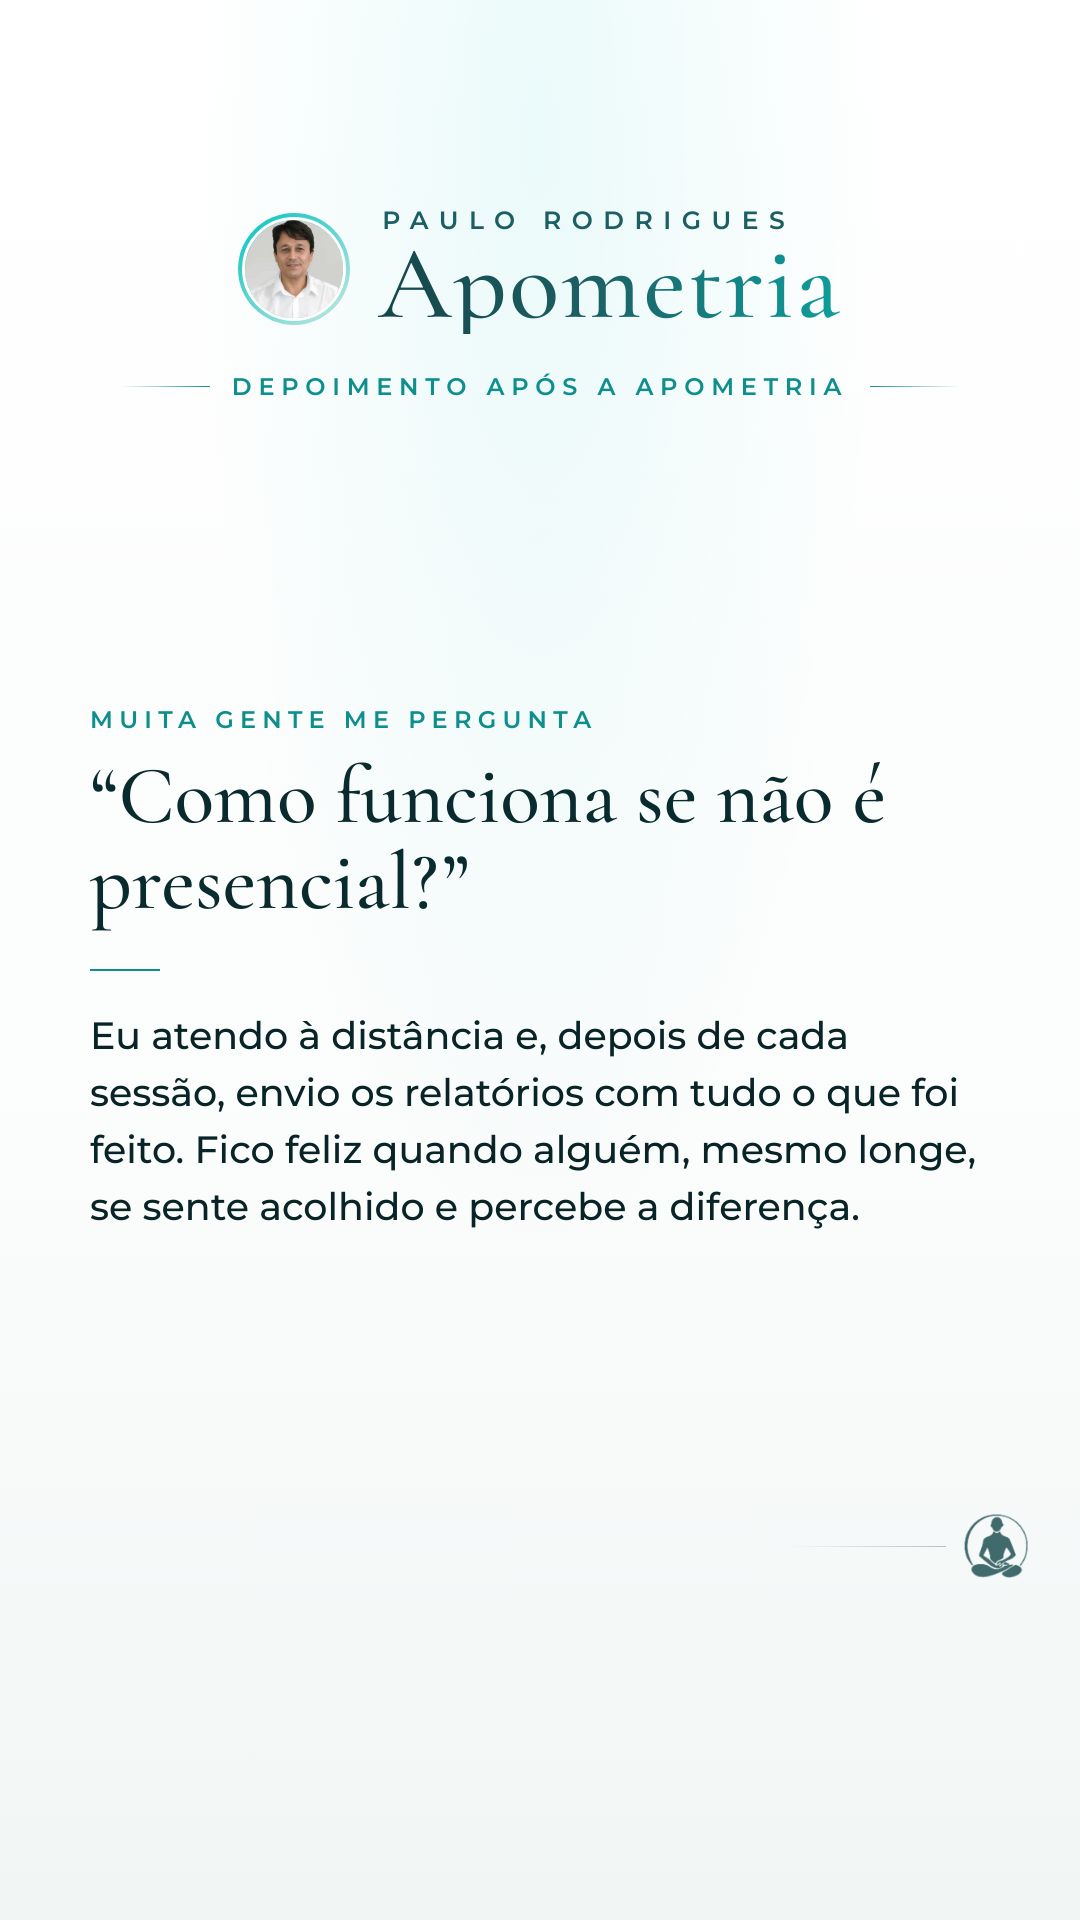 PAULO RODRIGUES
Apometria
DEPOIMENTO APÓS A APOMETRIA
MUITA GENTE ME PERGUNTA
“Como funciona se não é
presencial?”
Eu atendo à distância e, depois de cada
sessão, envio os relatórios com tudo o que foi
feito. Fico feliz quando alguém, mesmo longe,
se sente acolhido e percebe a diferença.